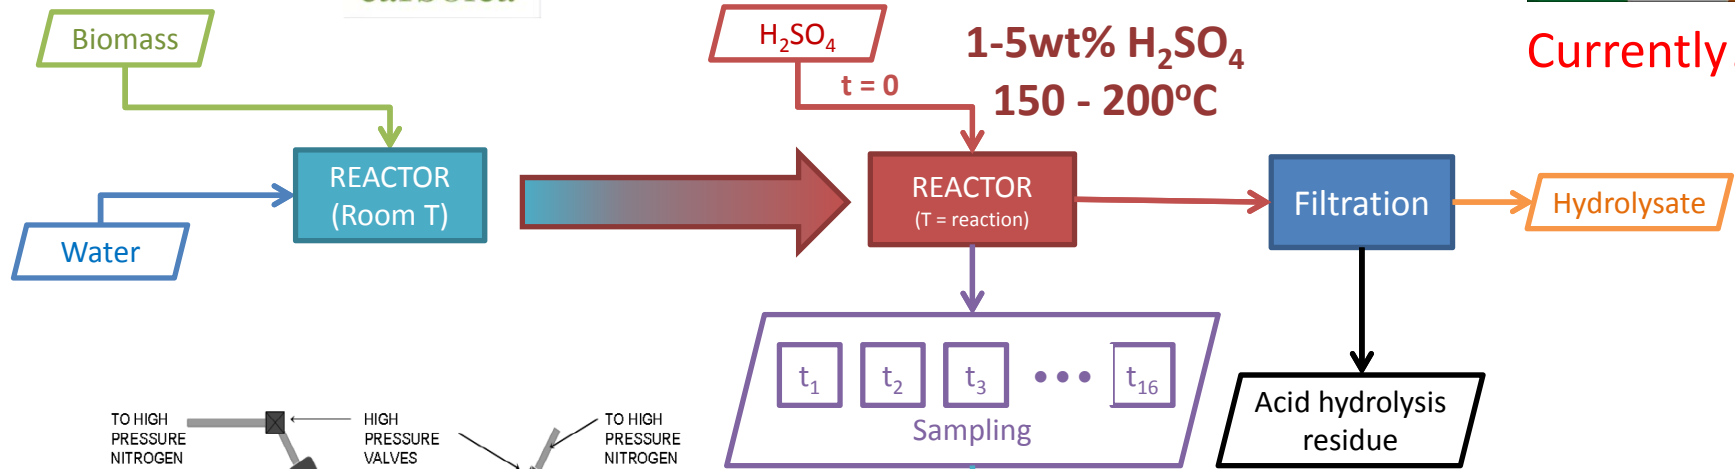 Biomass
H₂SO₄
1-5wt% H₂SO₄
150 - 200°C
Currently
t = 0
REACTOR
(Room T)
REACTOR
(T = reaction)
Filtration
Hydrolysate
Water
t₁ t₂ t₃ ••• t₁₆
Sampling
Acid hydrolysis
residue
TO HIGH
PRESSURE
NITROGEN
HIGH
PRESSURE
VALVES
TO HIGH
PRESSURE
NITROGEN